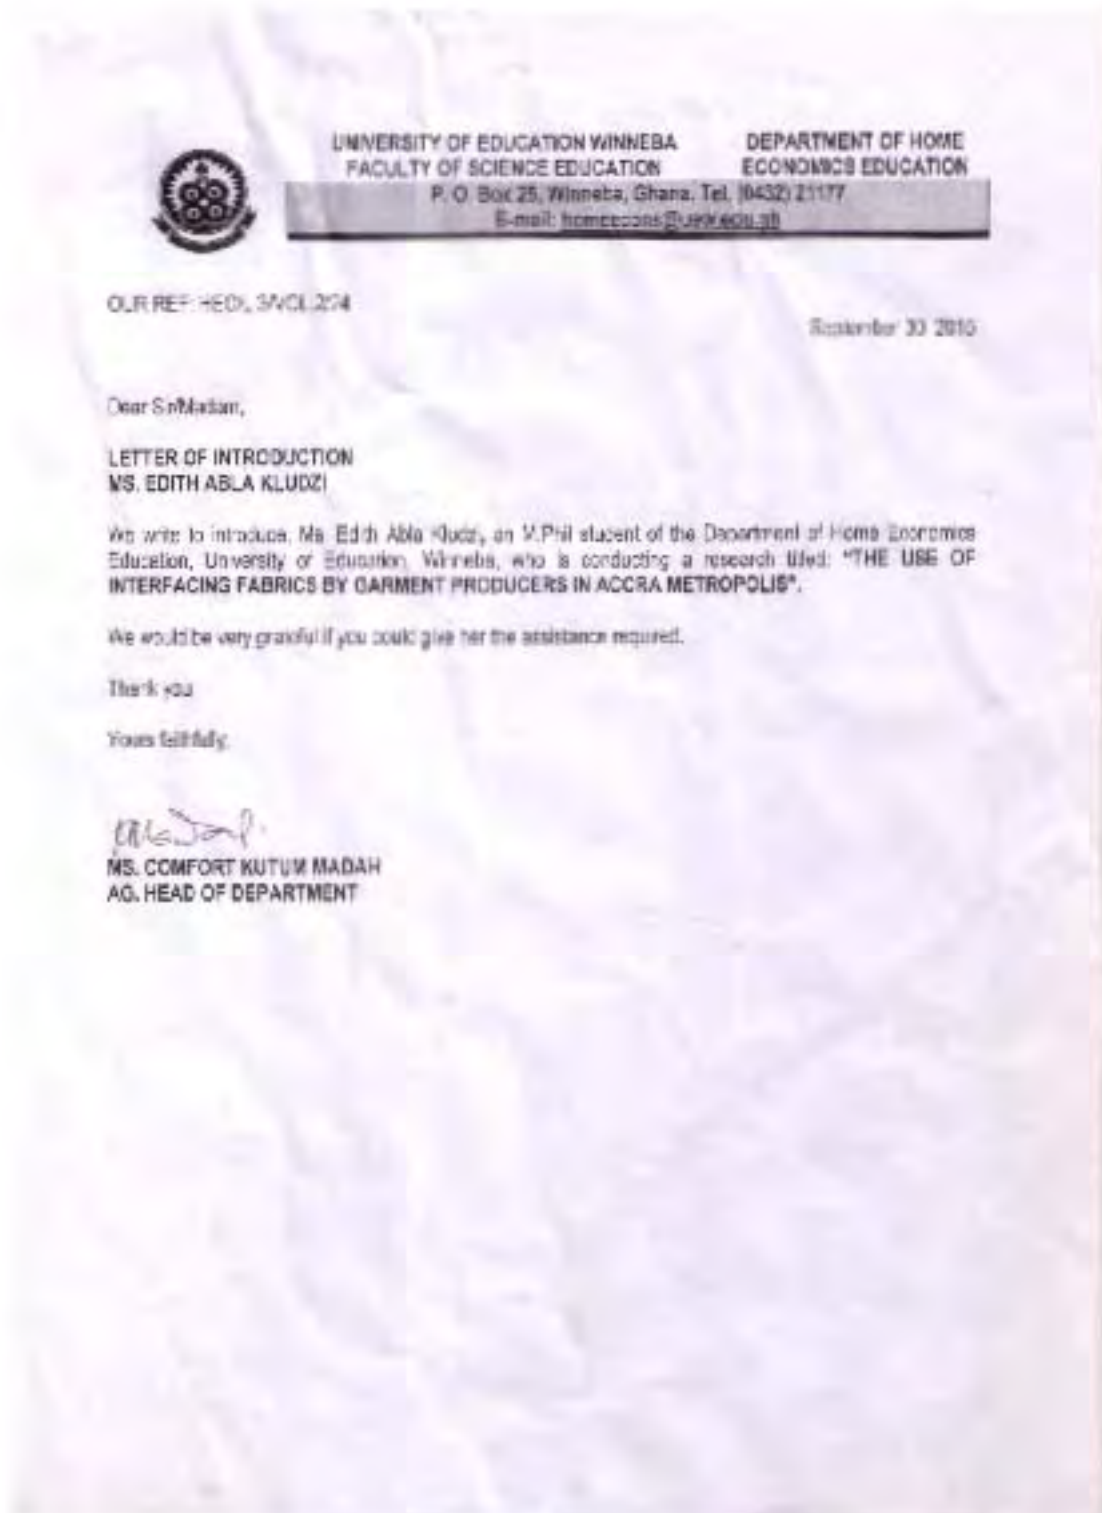 UNIVERSITY OF EDUCATION WINNEBA
FACULTY OF SCIENCE EDUCATION
DEPARTMENT OF HOME
ECONOMICS EDUCATION
P. O. Box 25, Winneba, Ghana. Tel. (0432) 21177
E-mail:
OUR REF:
September 30
Dear Sir/Madam,
LETTER OF INTRODUCTION
MS. EDITH ABLA KLUDZI
We write to introduce, Ms. Edith Abla Kludzi, an M.Phil student of the Department of Home Economics
Education, University of Education, Winneba, who is conducting a research titled: "THE USE OF
INTERFACING FABRICS BY GARMENT PRODUCERS IN ACCRA METROPOLIS".
We would be very grateful if you could give her the assistance required.
Thank you
Yours faithfully,
MS. COMFORT KUTUM MADAH
AG. HEAD OF DEPARTMENT